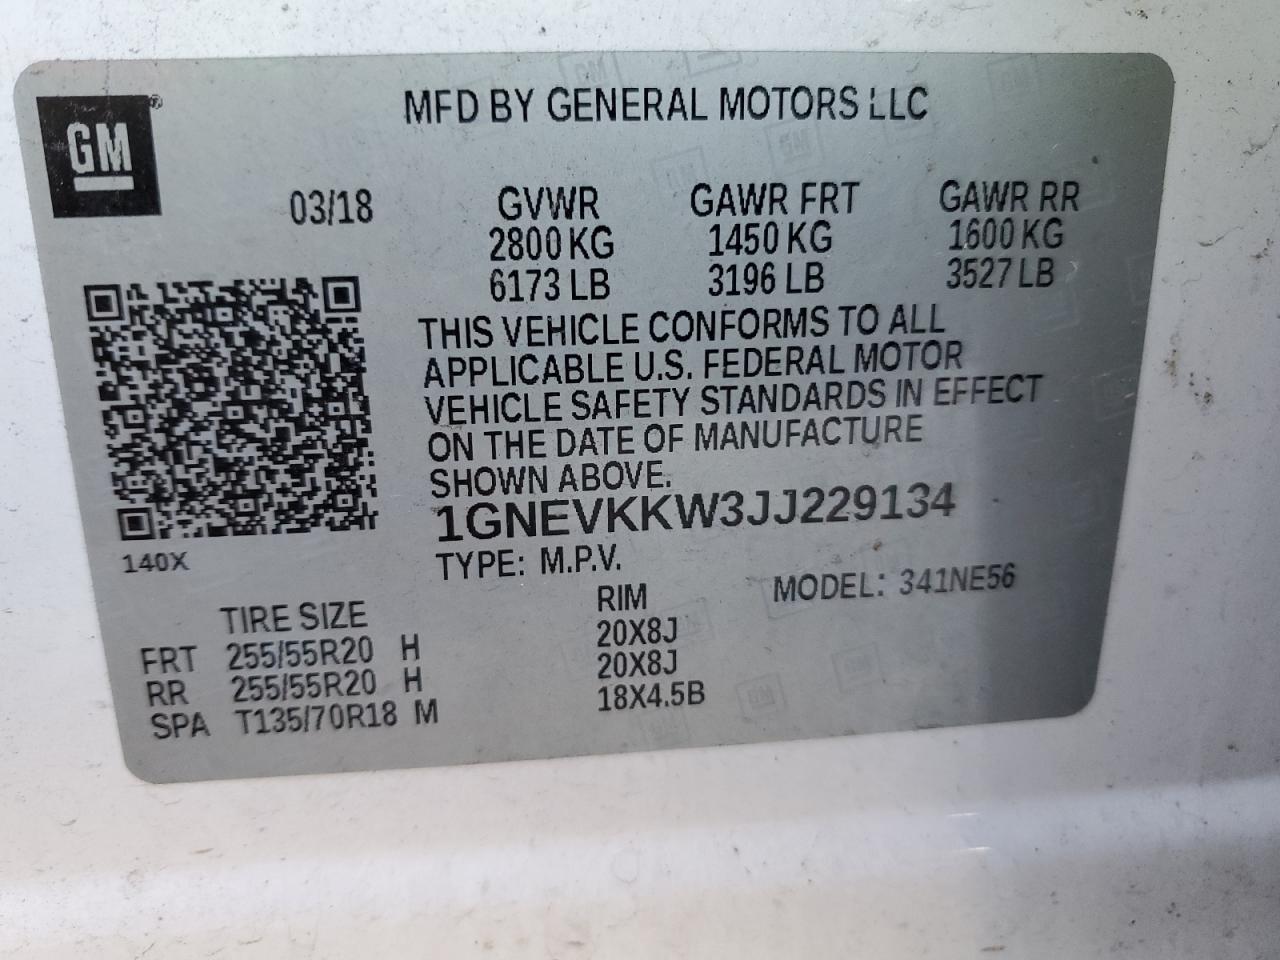 GM®
MFD BY GENERAL MOTORS LLC
03/18
GVWR GAWR FRT GAWR RR
2800 KG 1450 KG 1600 KG
6173 LB 3196 LB 3527 LB
THIS VEHICLE CONFORMS TO ALL
APPLICABLE U.S. FEDERAL MOTOR
VEHICLE SAFETY STANDARDS IN EFFECT
ON THE DATE OF MANUFACTURE
SHOWN ABOVE.
1GNEVKKW3JJ229134
140X
TYPE: M.P.V.
MODEL: 341NE56
TIRE SIZE RIM
FRT 255/55R20 H 20X8J
RR 255/55R20 H 20X8J
SPA T135/70R18 M 18X4.5B